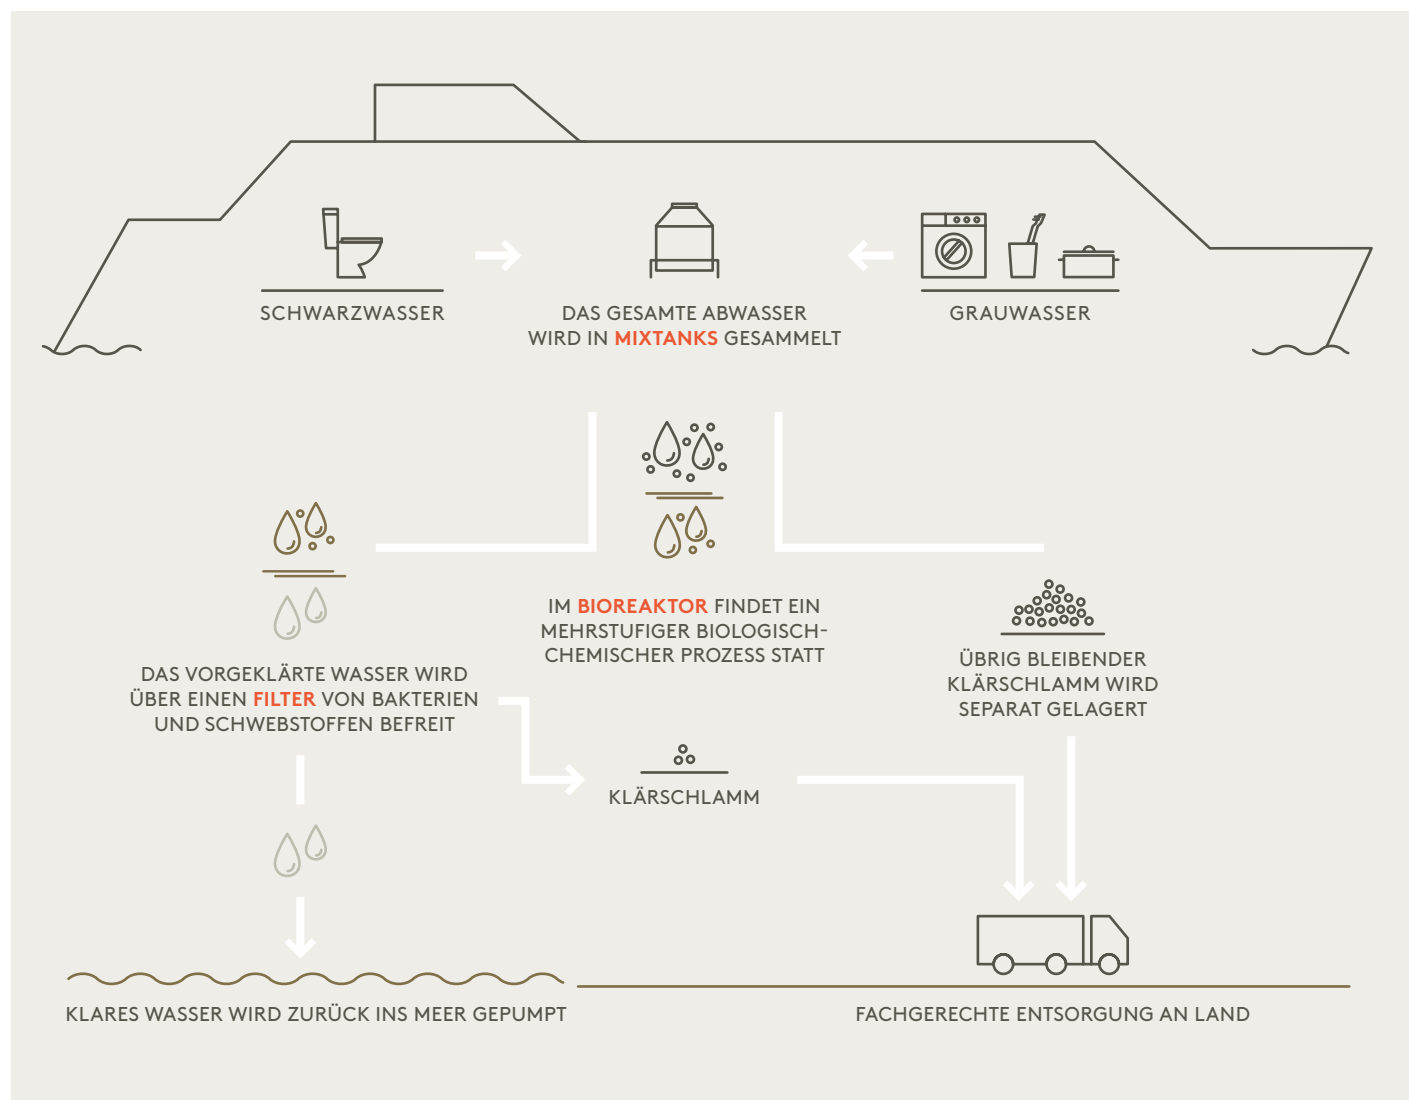 SCHWARZWASSER
DAS GESAMTE ABWASSER
WIRD IN MIXTANKS GESAMMELT
GRAUWASSER
IM BIOREAKTOR FINDET EIN
MEHRSTUFIGER BIOLOGISCH-
CHEMISCHER PROZESS STATT
DAS VORGEKLÄRTE WASSER WIRD
ÜBER EINEN FILTER VON BAKTERIEN
UND SCHWEBSTOFFEN BEFREIT
ÜBRIG BLEIBENDER
KLÄRSCHLAMM WIRD
SEPARAT GELAGERT
KLÄRSCHLAMM
KLARES WASSER WIRD ZURÜCK INS MEER GEPUMPT
FACHGERECHTE ENTSORGUNG AN LAND